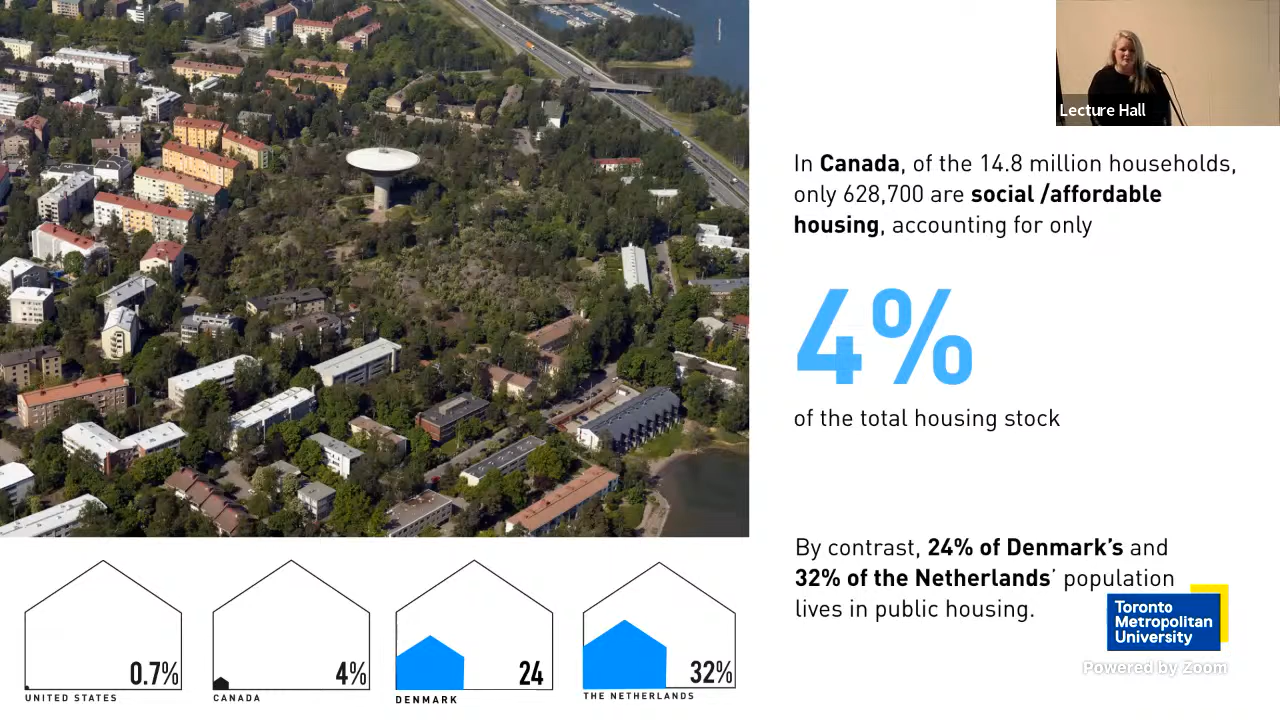 Lecture Hall
In Canada, of the 14.8 million households,
only 628,700 are social /affordable
housing, accounting for only
4%
of the total housing stock
By contrast, 24% of Denmark's and
32% of the Netherlands' population
lives in public housing.
Toronto
Metropolitan
University
Powered by Zoom
0.7%
UNITED STATES
4%
CANADA
24
DENMARK
32%
THE NETHERLANDS